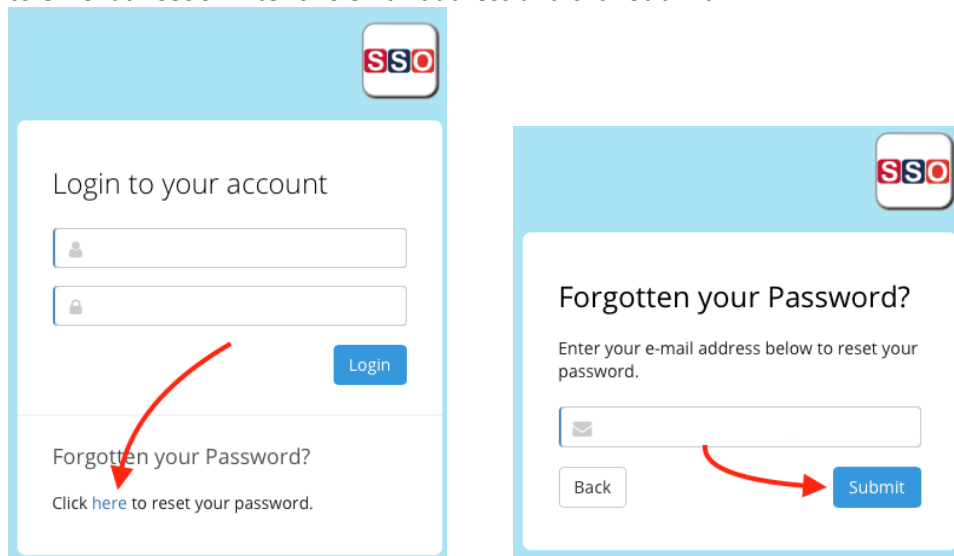 SSO
Login to your account
Login
Forgotten your Password?
Click here to reset your password.
SSO
Forgotten your Password?
Enter your e-mail address below to reset your
password.
Back
Submit